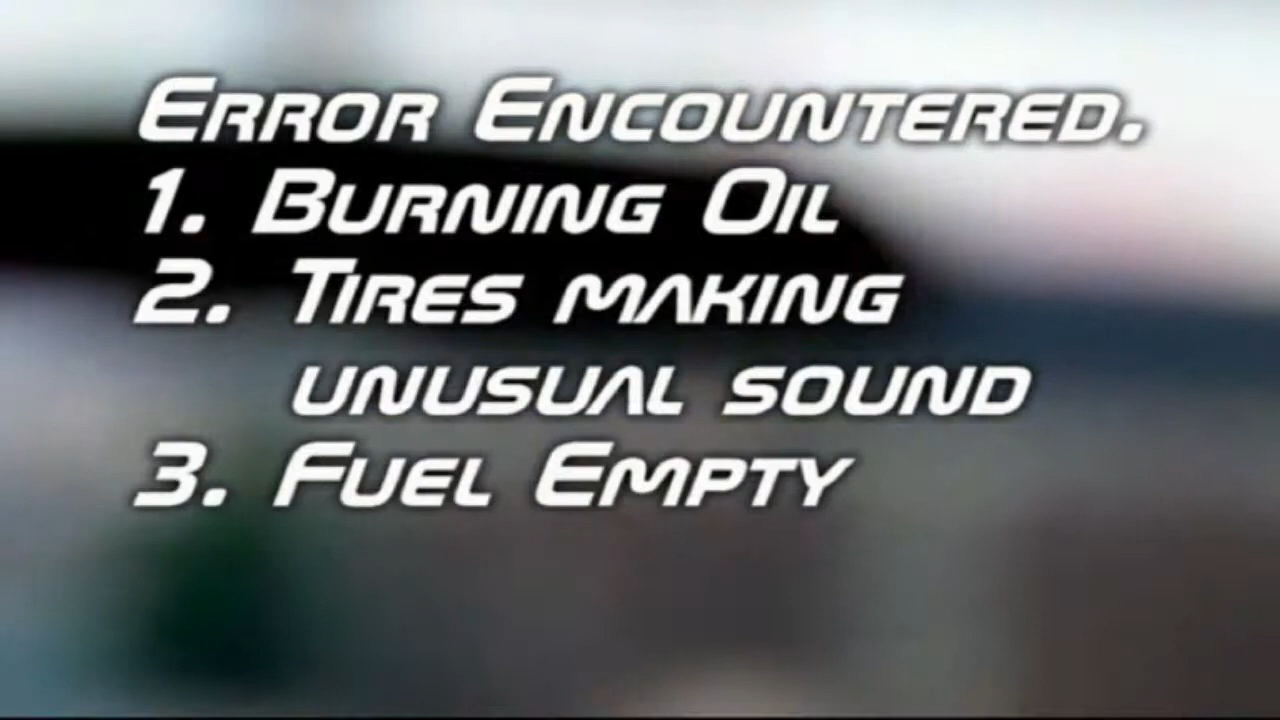 Error Encountered.
1. Burning Oil
2. Tires making
unusual sound
3. Fuel Empty